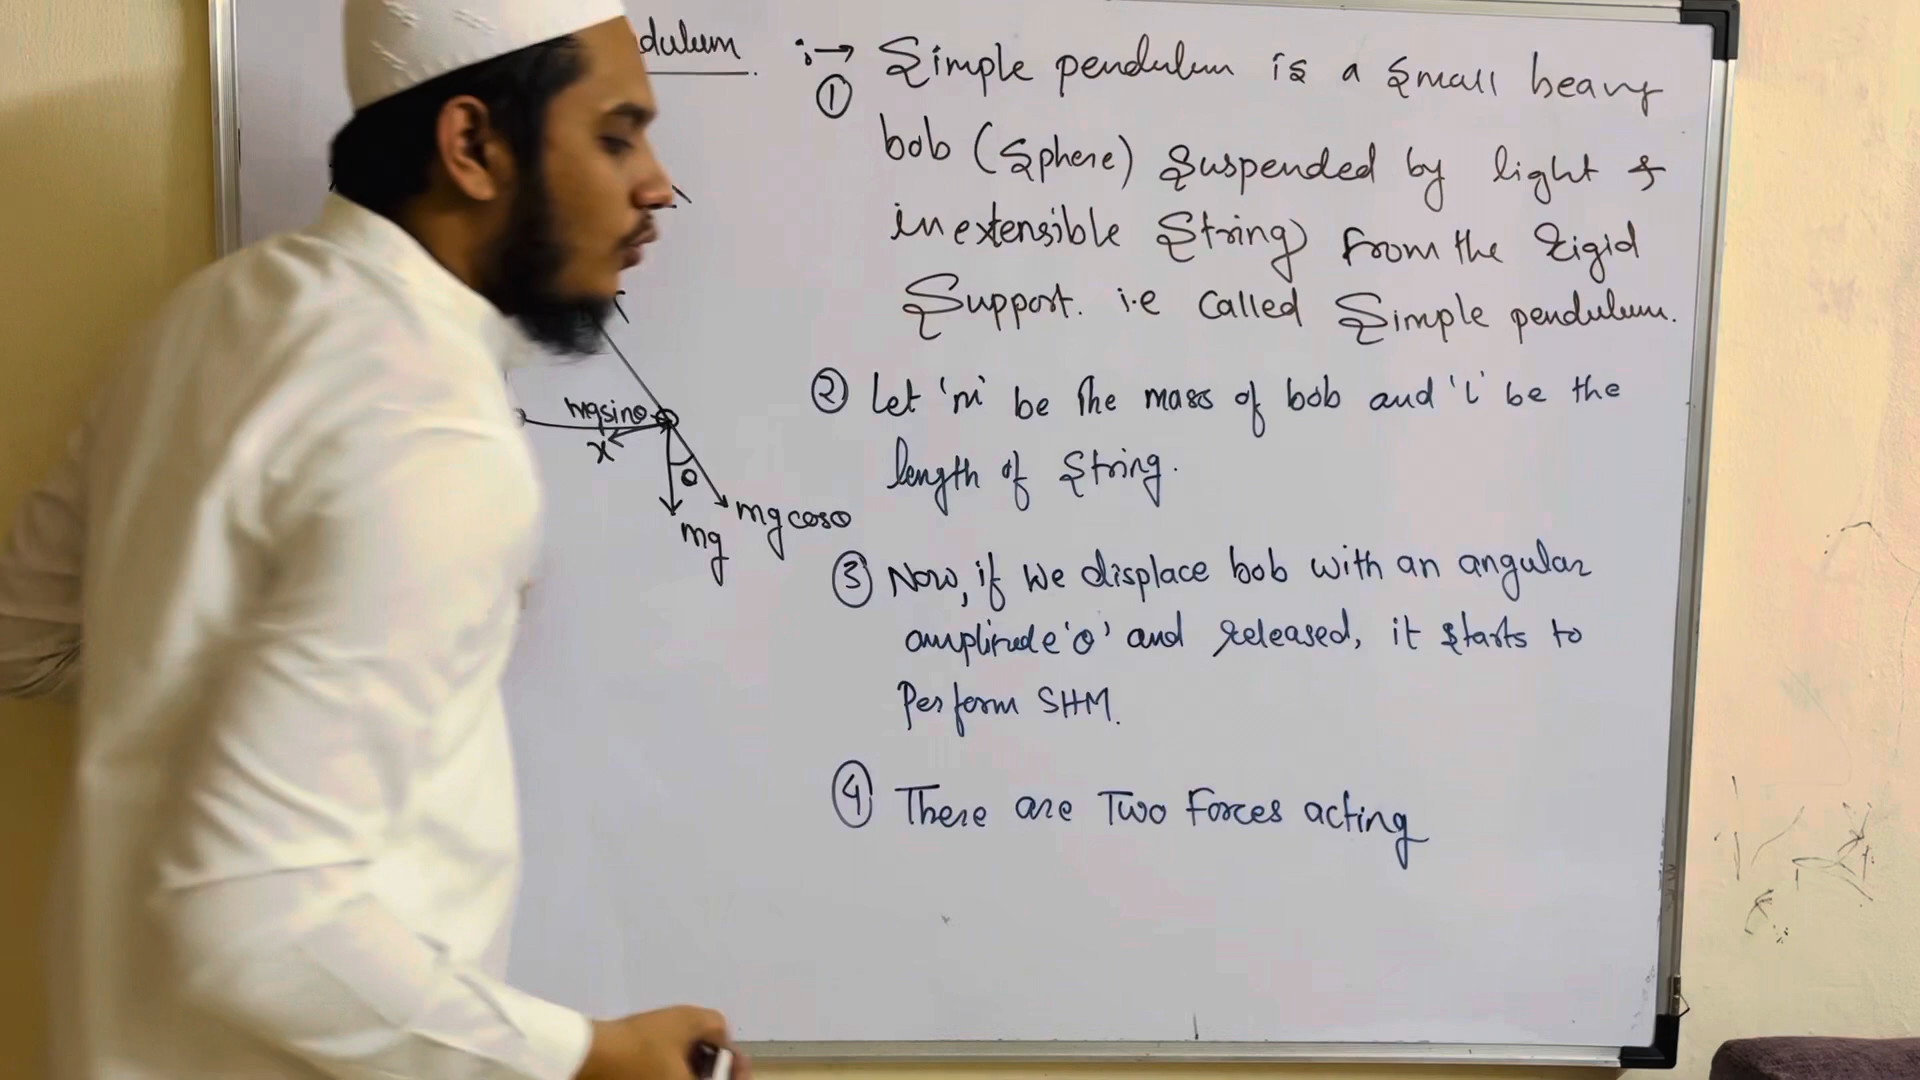 dulum
:→ Simple pendulum is a small heavy
① bob (Sphere) Suspended by light &
inextensible String from the rigid
Support. i.e called Simple pendulum.
② Let 'm' be the mass of bob and 'l' be the
length of String.
③ Now, if we displace bob with an angular
amplitude 'θ' and released, it starts to
Perform SHM.
④ There are Two Forces acting
mgsinθ
x
θ
mg
mgcosθ